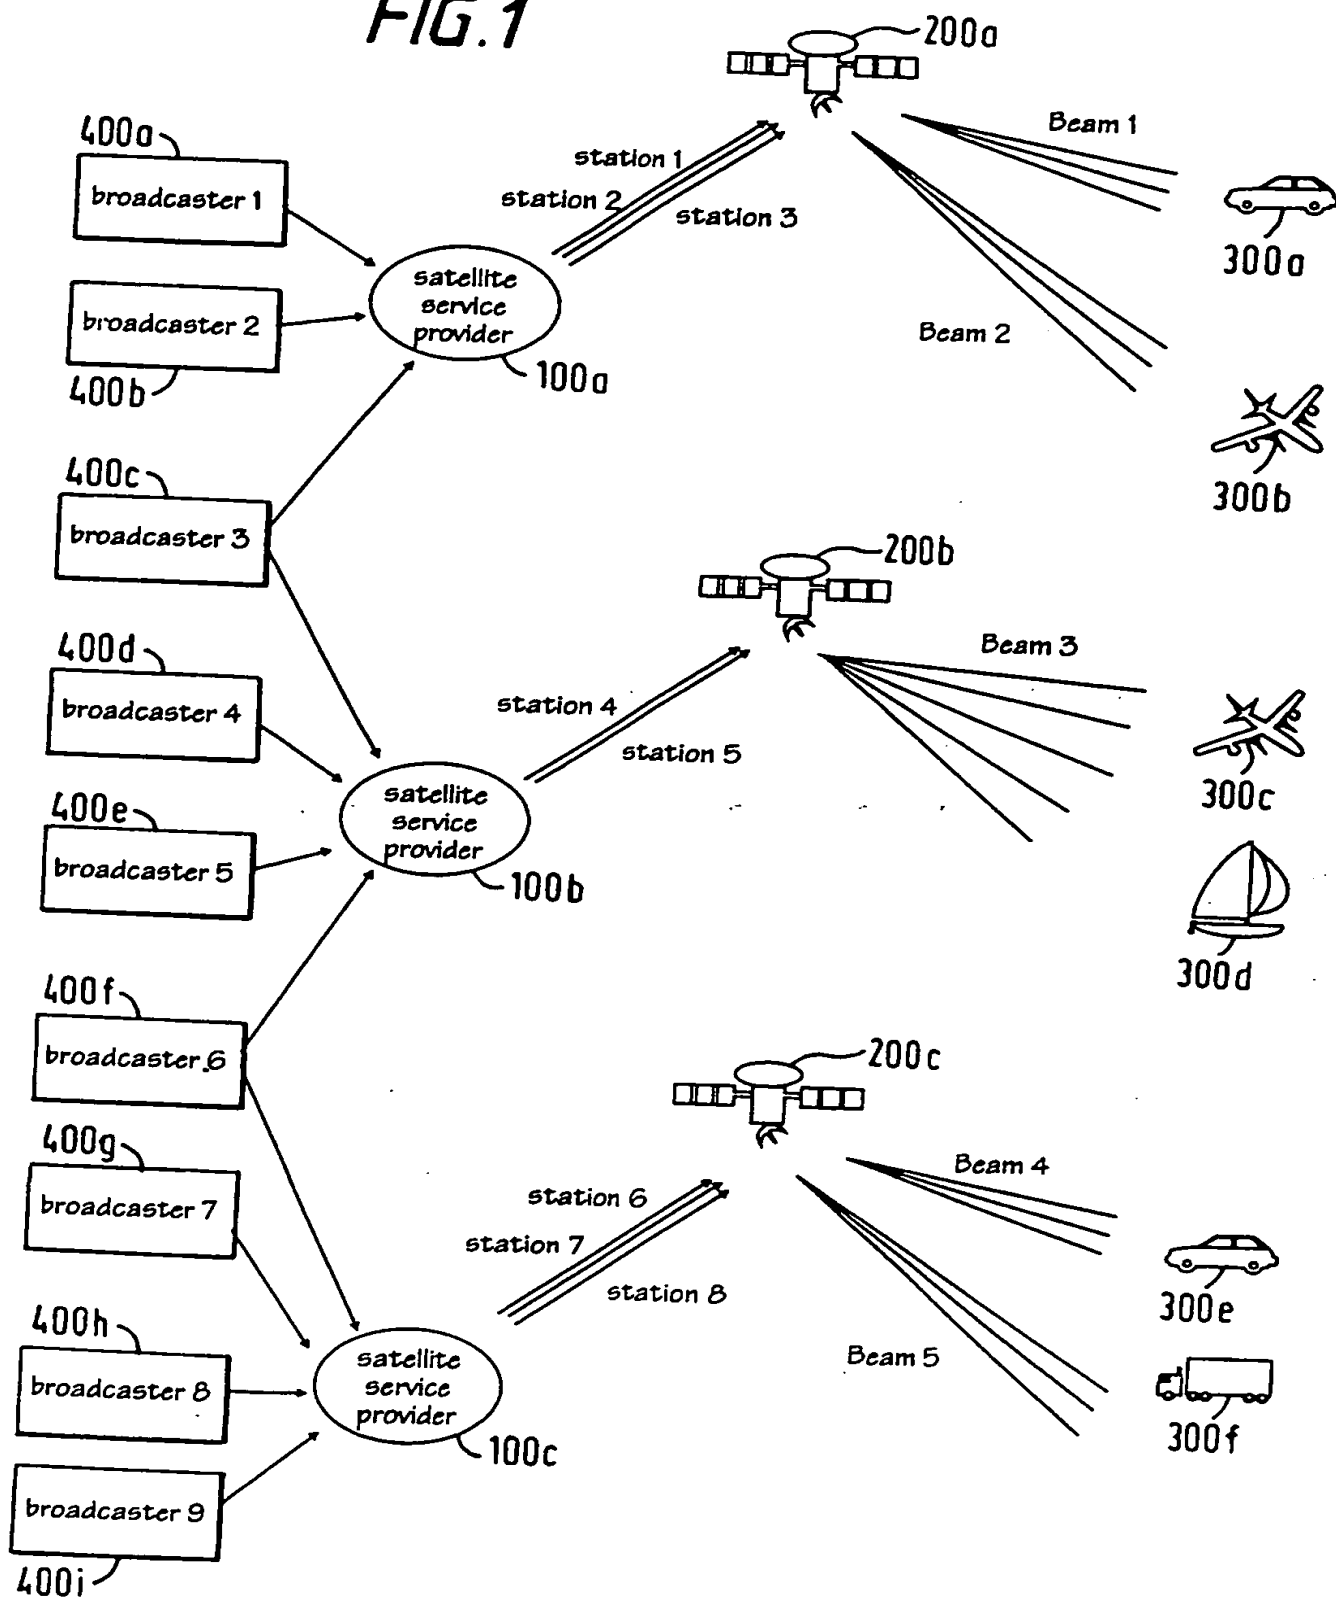 FIG.1
200a
Beam 1
400a
station 1
broadcaster 1
station 2
station 3
300a
satellite
service
provider
broadcaster 2
Beam 2
100a
400b
400c
300b
broadcaster 3
200b
400d
Beam 3
broadcaster 4
station 4
station 5
300c
satellite
service
provider
400e
broadcaster 5
100b
300d
400f
broadcaster 6
200c
400g
Beam 4
broadcaster 7
station 6
station 7
station 8
300e
400h
satellite
service
provider
Beam 5
broadcaster 8
300f
100c
broadcaster 9
400i